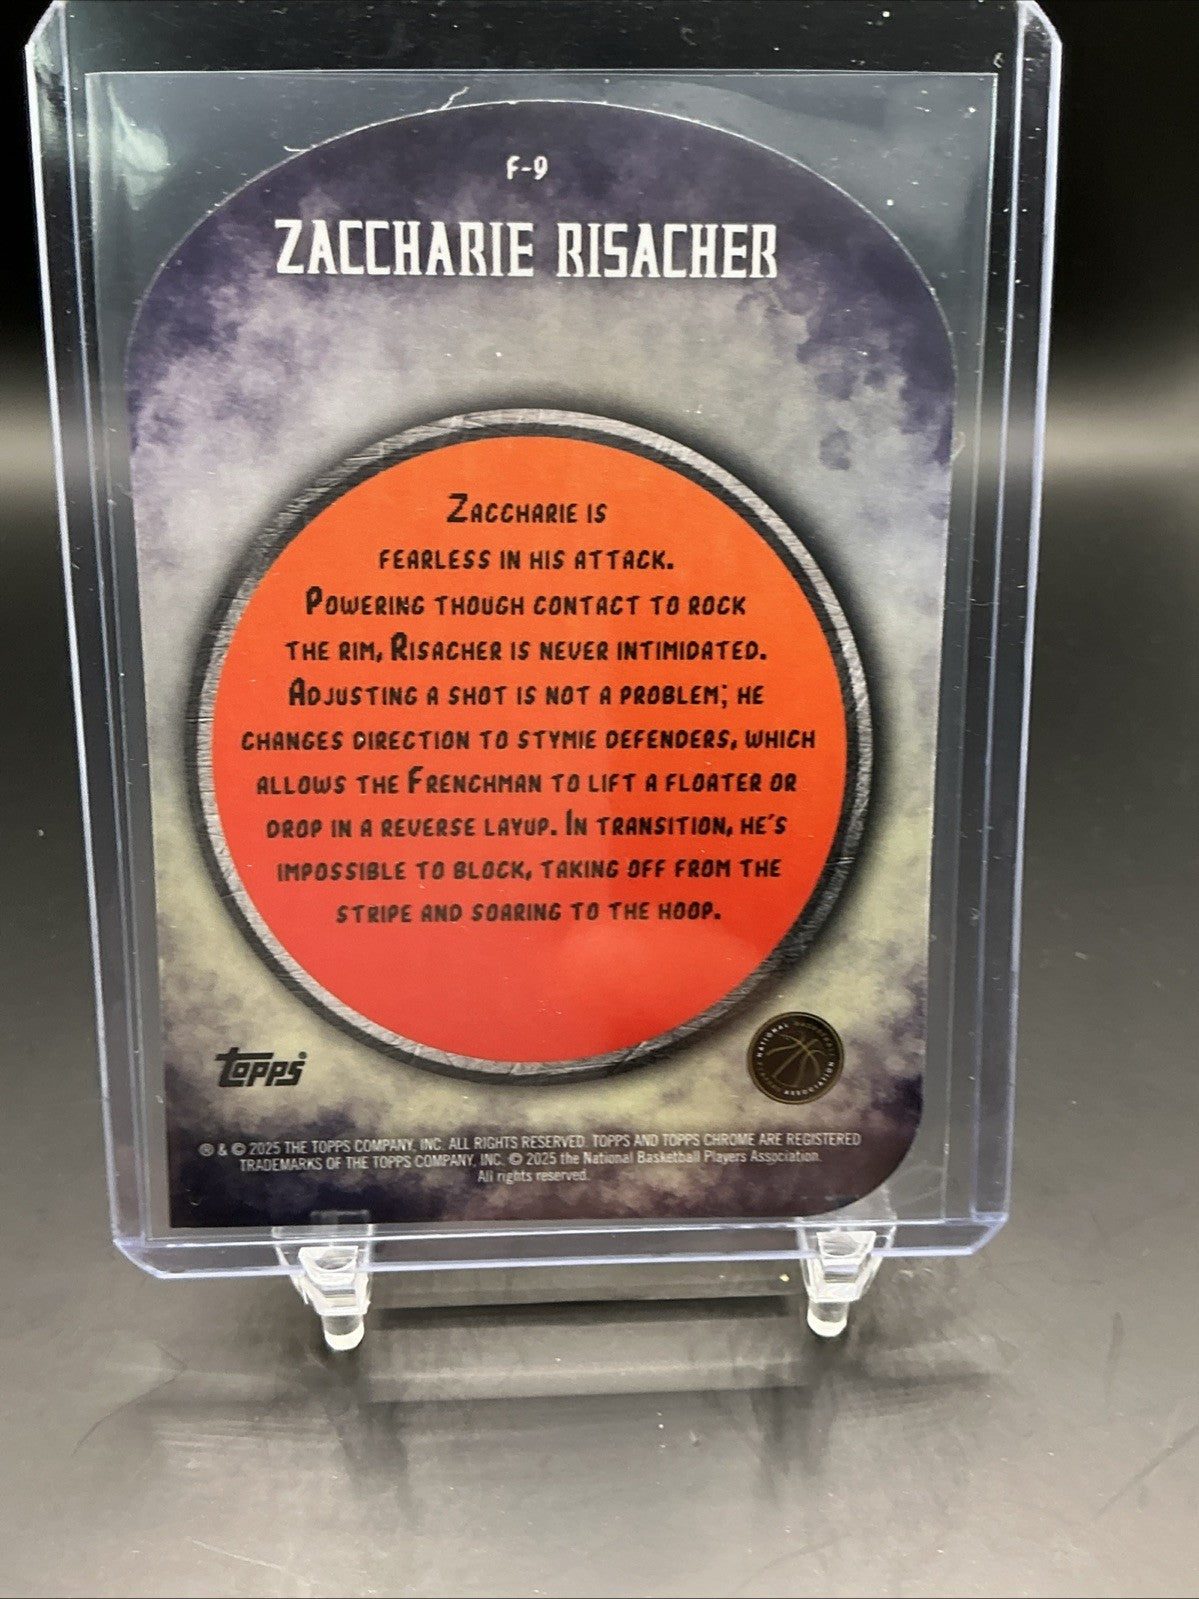 F-9
ZACCHARIE RISACHER
ZACCHARIE IS
FEARLESS IN HIS ATTACK.
POWERING THOUGH CONTACT TO ROCK
THE RIM, RISACHER IS NEVER INTIMIDATED.
ADJUSTING A SHOT IS NOT A PROBLEM; HE
CHANGES DIRECTION TO STYMIE DEFENDERS, WHICH
ALLOWS THE FRENCHMAN TO LIFT A FLOATER OR
DROP IN A REVERSE LAYUP. IN TRANSITION, HE'S
IMPOSSIBLE TO BLOCK, TAKING OFF FROM THE
STRIPE AND SOARING TO THE HOOP.
TOPPS®
NATIONAL BASKETBALL PLAYERS ASSOCIATION
® & © 2025 THE TOPPS COMPANY, INC. ALL RIGHTS RESERVED. TOPPS AND TOPPS CHROME ARE REGISTERED
TRADEMARKS OF THE TOPPS COMPANY, INC. © 2025 the National Basketball Players Association.
All rights reserved.